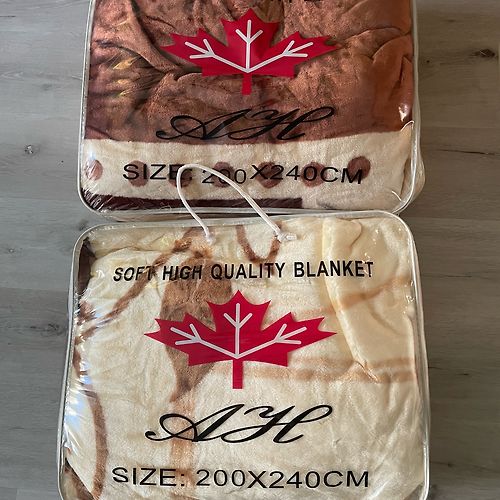 AH
SIZE: 200X240CM
SOFT HIGH QUALITY BLANKET
AH
SIZE: 200X240CM